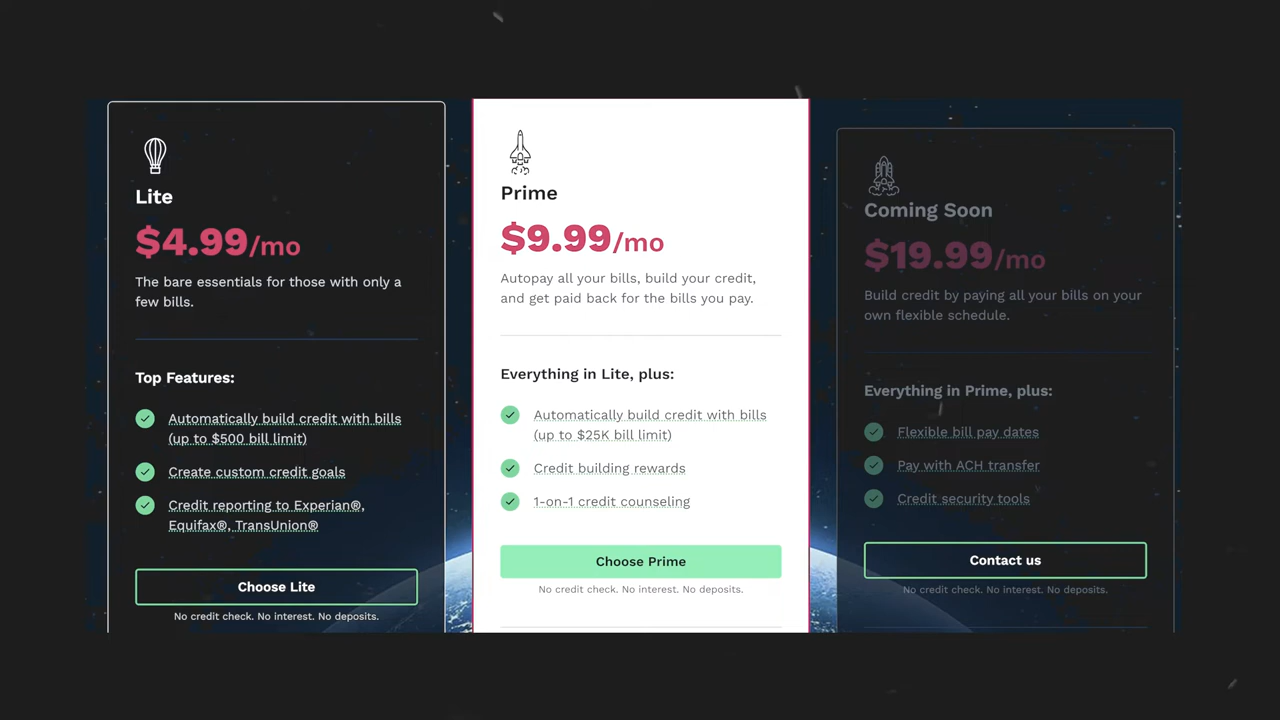 Lite
$4.99/mo
The bare essentials for those with only a
few bills.
Top Features:
Automatically build credit with bills
(up to $500 bill limit)
Create custom credit goals
Credit reporting to Experian®,
Equifax®, TransUnion®
Choose Lite
No credit check. No interest. No deposits.
Prime
$9.99/mo
Autopay all your bills, build your credit,
and get paid back for the bills you pay.
Everything in Lite, plus:
Automatically build credit with bills
(up to $25K bill limit)
Credit building rewards
1-on-1 credit counseling
Choose Prime
No credit check. No interest. No deposits.
Coming Soon
$19.99/mo
Build credit by paying all your bills on your
own flexible schedule.
Everything in Prime, plus:
Flexible bill pay dates
Pay with ACH transfer
Credit security tools
Contact us
No credit check. No interest. No deposits.